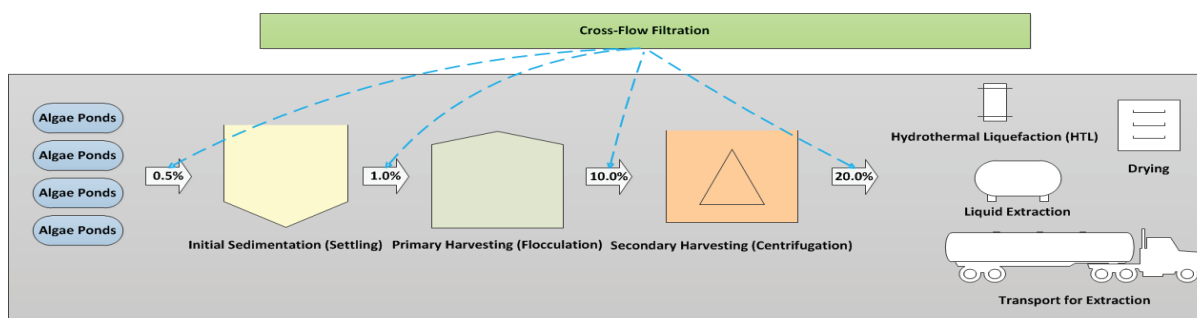 Cross-Flow Filtration
Algae Ponds
Algae Ponds
Algae Ponds
Algae Ponds
0.5%
Initial Sedimentation (Settling)
1.0%
Primary Harvesting (Flocculation)
10.0%
Secondary Harvesting (Centrifugation)
20.0%
Hydrothermal Liquefaction (HTL)
Drying
Liquid Extraction
Transport for Extraction